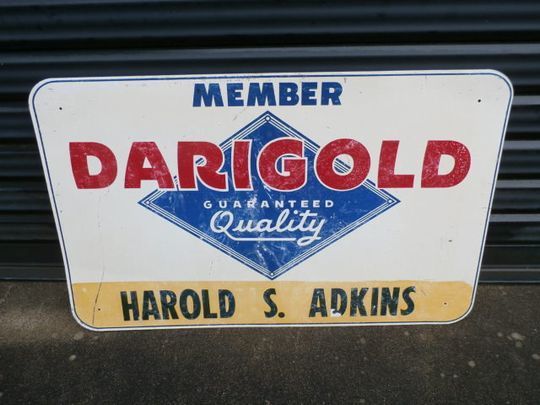 MEMBER
DARIGOLD
GUARANTEED
Quality
HAROLD S. ADKINS